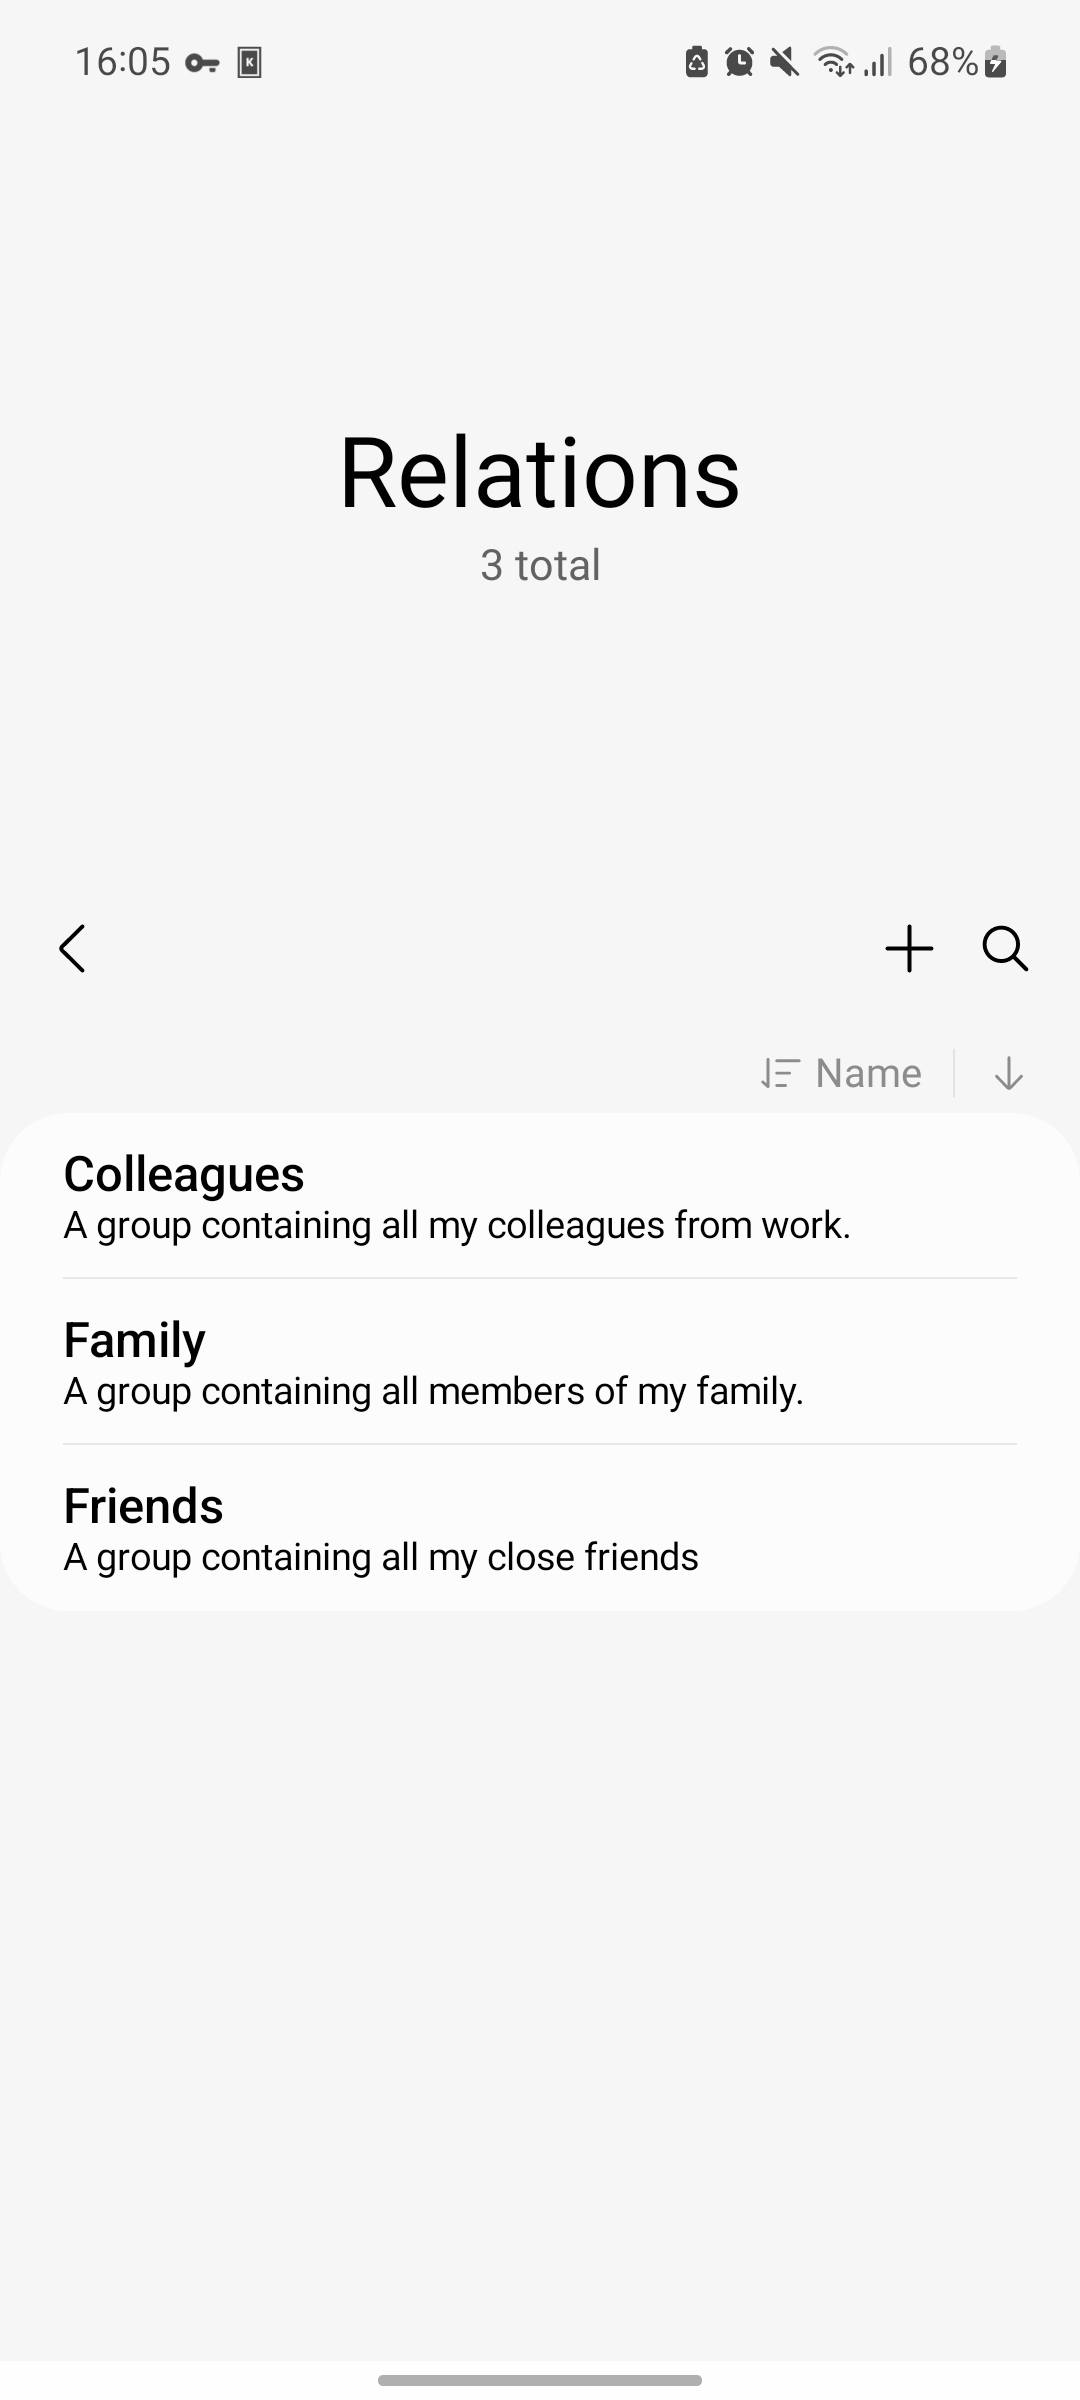 16:05 K 68%
Relations
3 total
Name
Colleagues
A group containing all my colleagues from work.
Family
A group containing all members of my family.
Friends
A group containing all my close friends